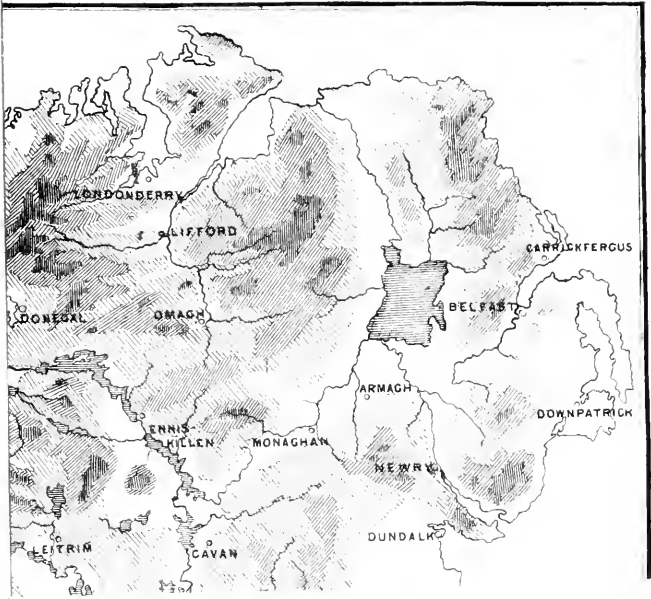 LONDONDERRY
LIFFORD
CARRICKFERGUS
DONEGAL
OMAGH
BELFAST
ARMAGH
DOWNPATRICK
ENNIS
KILLEN
MONAGHAN
NEWRY
DUNDALK
LEITRIM
CAVAN